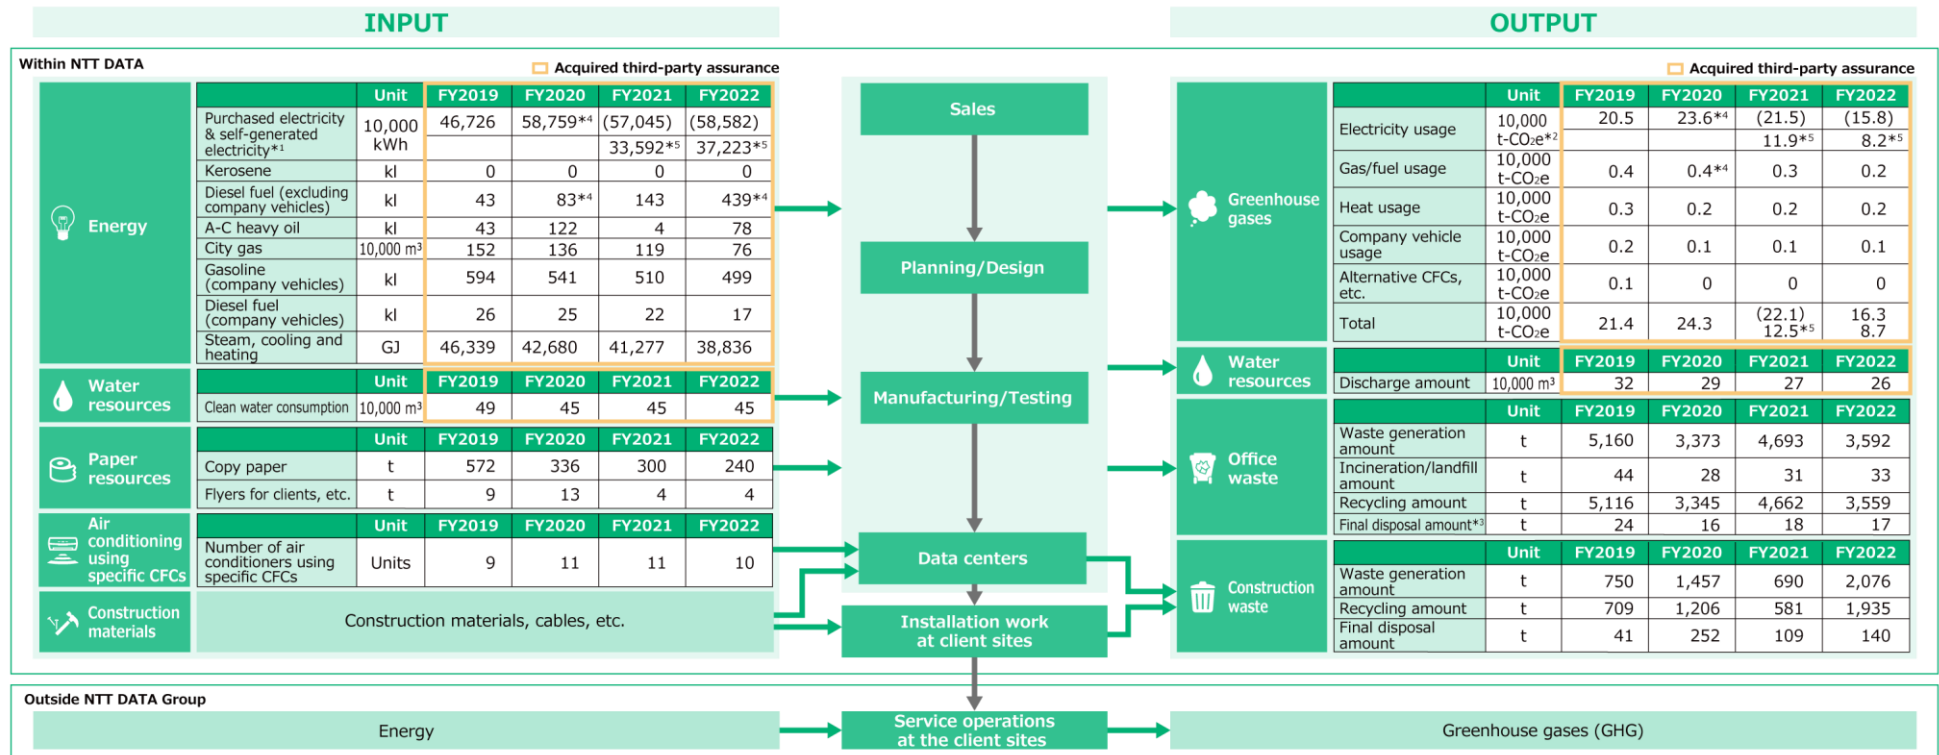 INPUT
OUTPUT
Within NTT DATA
Acquired third-party assurance
Energy
Unit FY2019 FY2020 FY2021 FY2022
Purchased electricity
& self-generated
electricity*1
10,000
kWh
46,726 58,759*4 (57,045) (58,582)
33,592*5 37,223*5
Kerosene kl 0 0 0 0
Diesel fuel (excluding
company vehicles) kl 43 83*4 143 439*4
A-C heavy oil kl 43 122 4 78
City gas 10,000 m³ 152 136 119 76
Gasoline
(company vehicles) kl 594 541 510 499
Diesel fuel
(company vehicles) kl 26 25 22 17
Steam, cooling and
heating GJ 46,339 42,680 41,277 38,836
Water
resources
Unit FY2019 FY2020 FY2021 FY2022
Clean water consumption 10,000 m³ 49 45 45 45
Paper
resources
Unit FY2019 FY2020 FY2021 FY2022
Copy paper t 572 336 300 240
Flyers for clients, etc. t 9 13 4 4
Air
conditioning
using
specific CFCs
Unit FY2019 FY2020 FY2021 FY2022
Number of air
conditioners using
specific CFCs
Units 9 11 11 10
Construction
materials
Construction materials, cables, etc.
Sales
Planning/Design
Manufacturing/Testing
Data centers
Installation work
at client sites
Acquired third-party assurance
Greenhouse
gases
Unit FY2019 FY2020 FY2021 FY2022
Electricity usage
10,000
t-CO₂e*2
20.5 23.6*4 (21.5) (15.8)
11.9*5 8.2*5
Gas/fuel usage
10,000
t-CO₂e
0.4 0.4*4 0.3 0.2
Heat usage
10,000
t-CO₂e
0.3 0.2 0.2 0.2
Company vehicle
usage
10,000
t-CO₂e
0.2 0.1 0.1 0.1
Alternative CFCs,
etc.
10,000
t-CO₂e
0.1 0 0 0
Total
10,000
t-CO₂e
21.4 24.3 (22.1) 16.3
12.5*5 8.7
Water
resources
Unit FY2019 FY2020 FY2021 FY2022
Discharge amount 10,000 m³ 32 29 27 26
Office
waste
Unit FY2019 FY2020 FY2021 FY2022
Waste generation
amount t 5,160 3,373 4,693 3,592
Incineration/landfill
amount t 44 28 31 33
Recycling amount t 5,116 3,345 4,662 3,559
Final disposal amount*3 t 24 16 18 17
Construction
waste
Unit FY2019 FY2020 FY2021 FY2022
Waste generation
amount t 750 1,457 690 2,076
Recycling amount t 709 1,206 581 1,935
Final disposal
amount t 41 252 109 140
Outside NTT DATA Group
Energy
Service operations
at the client sites
Greenhouse gases (GHG)